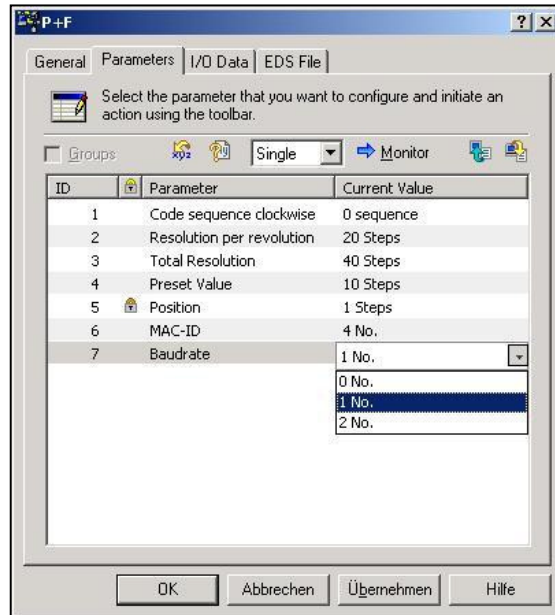 P+F
General Parameters I/O Data EDS File
Select the parameter that you want to configure and initiate an
action using the toolbar.
Groups Single Monitor
ID Parameter Current Value
1 Code sequence clockwise 0 sequence
2 Resolution per revolution 20 Steps
3 Total Resolution 40 Steps
4 Preset Value 10 Steps
5 Position 1 Steps
6 MAC-ID 4 No.
7 Baudrate 1 No.
0 No.
1 No.
2 No.
OK Abbrechen Übernehmen Hilfe